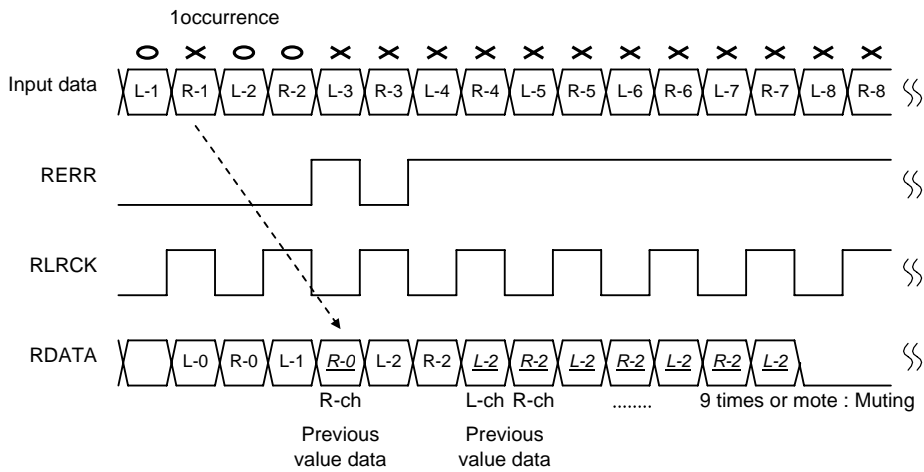 1occurrence
O × O O × × × × × × × × × × × ×
Input data L-1 R-1 L-2 R-2 L-3 R-3 L-4 R-4 L-5 R-5 L-6 R-6 L-7 R-7 L-8 R-8
RERR
RLRCK
RDATA L-0 R-0 L-1 R-0 L-2 R-2 L-2 R-2 L-2 R-2 L-2 R-2 L-2
R-ch L-ch R-ch ........ 9 times or mote : Muting
Previous value data
Previous value data